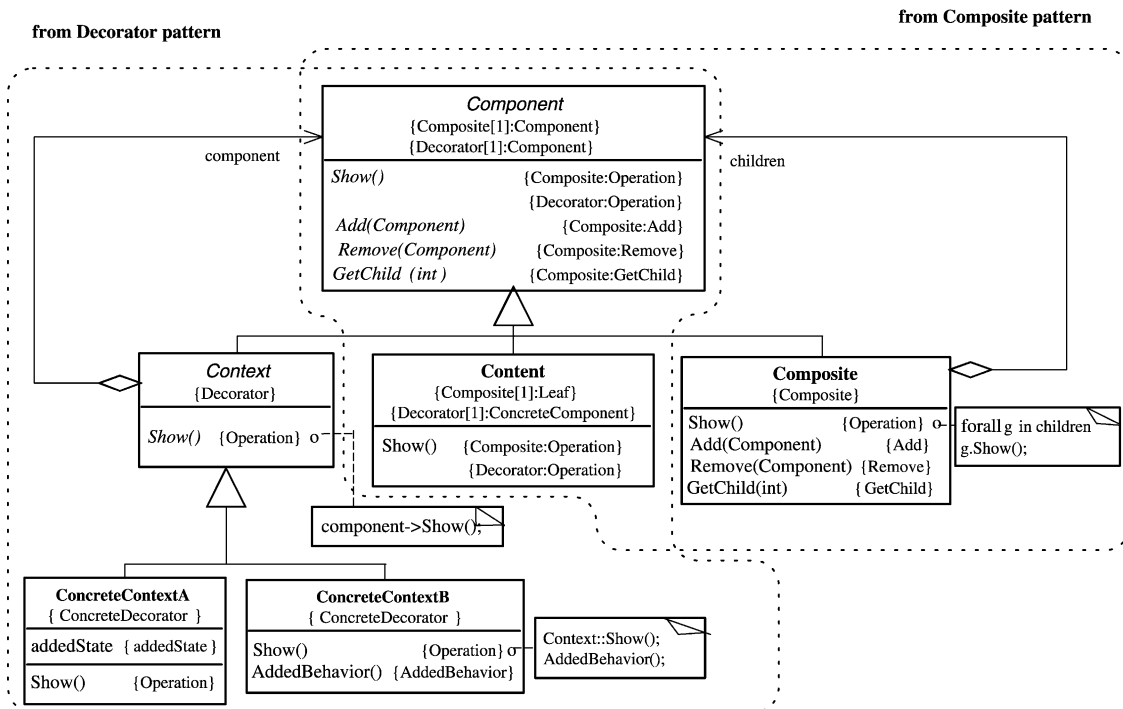 from Decorator pattern
from Composite pattern
Component
{Composite[1]:Component}
{Decorator[1]:Component}
component
children
Show() {Composite:Operation}
{Decorator:Operation}
Add(Component) {Composite:Add}
Remove(Component) {Composite:Remove}
GetChild (int) {Composite:GetChild}
Context
{Decorator}
Show() {Operation} o
Content
{Composite[1]:Leaf}
{Decorator[1]:ConcreteComponent}
Show() {Composite:Operation}
{Decorator:Operation}
Composite
{Composite}
Show() {Operation} o
Add(Component) {Add}
Remove(Component) {Remove}
GetChild(int) { GetChild}
forall g in children
g.Show();
component->Show();
ConcreteContextA
{ ConcreteDecorator }
addedState { addedState }
Show() {Operation}
ConcreteContextB
{ ConcreteDecorator }
Show() {Operation} o
AddedBehavior() {AddedBehavior}
Context::Show();
AddedBehavior();